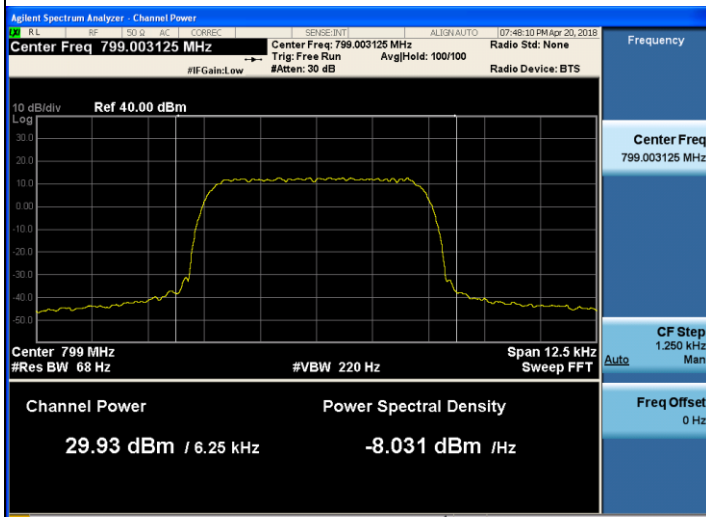 Agilent Spectrum Analyzer - Channel Power
LXI RL RF 50 Ω AC CORREC SENSE:INT ALIGN AUTO 07:48:10 PM Apr 20, 2018
Center Freq 799.003125 MHz
Center Freq: 799.003125 MHz
Radio Std: None
Trig: Free Run Avg|Hold: 100/100
#IFGain:Low
#Atten: 30 dB
Radio Device: BTS
10 dB/div Ref 40.00 dBm
Log
30.0
20.0
10.0
0.00
-10.0
-20.0
-30.0
-40.0
-50.0
Center 799 MHz
Span 12.5 kHz
#Res BW 68 Hz
#VBW 220 Hz
Sweep FFT
Channel Power
Power Spectral Density
29.93 dBm / 6.25 kHz
-8.031 dBm /Hz
Frequency
Center Freq
799.003125 MHz
CF Step
1.250 kHz
Auto Man
Freq Offset
0 Hz